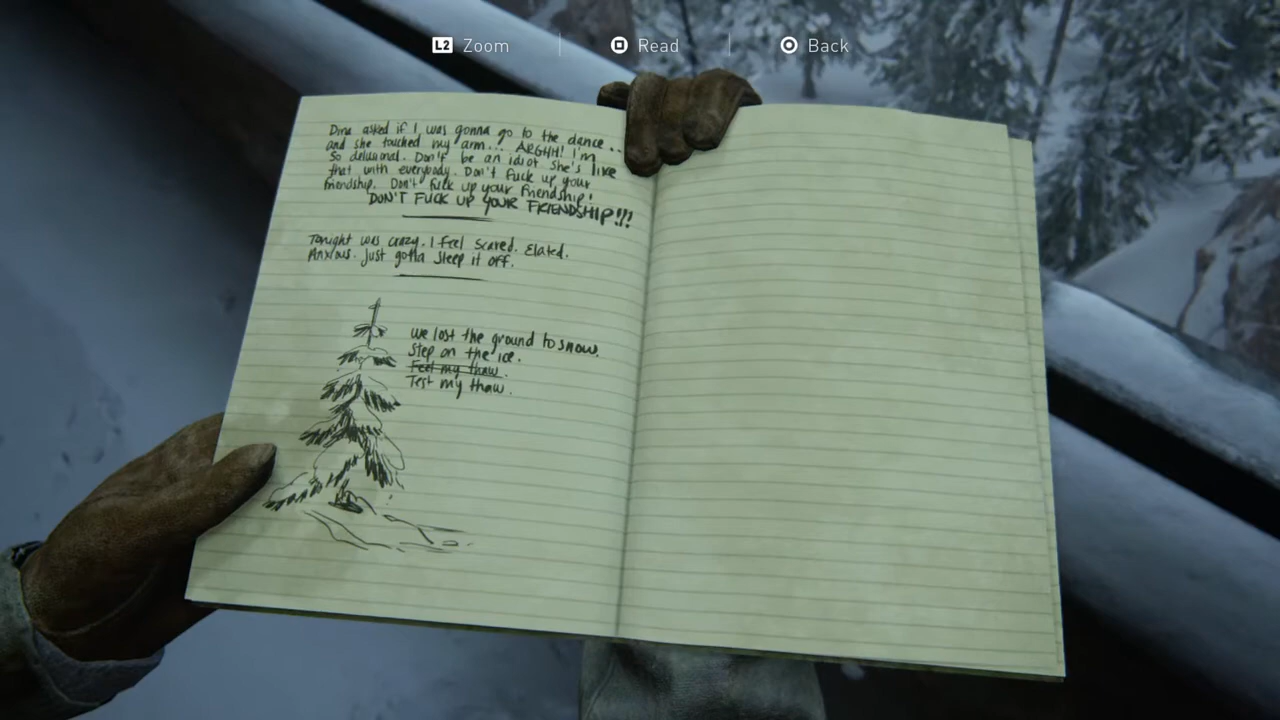 L2 Zoom
Read
Back
Dina asked if I was gonna go to the dance..
and she touched my arm... ARGHH! I'm
so delusional. Don't be an idiot she's like
that with everybody. Don't fuck up your
friendship. Don't fuck up your friendship!
DON'T FUCK UP YOUR FRIENDSHIP!!!
Tonight was crazy. I feel scared. Elated.
Anxious. Just gotta sleep it off.
we lost the ground to snow.
Step on the ice.
Feel my thaw.
Test my thaw.